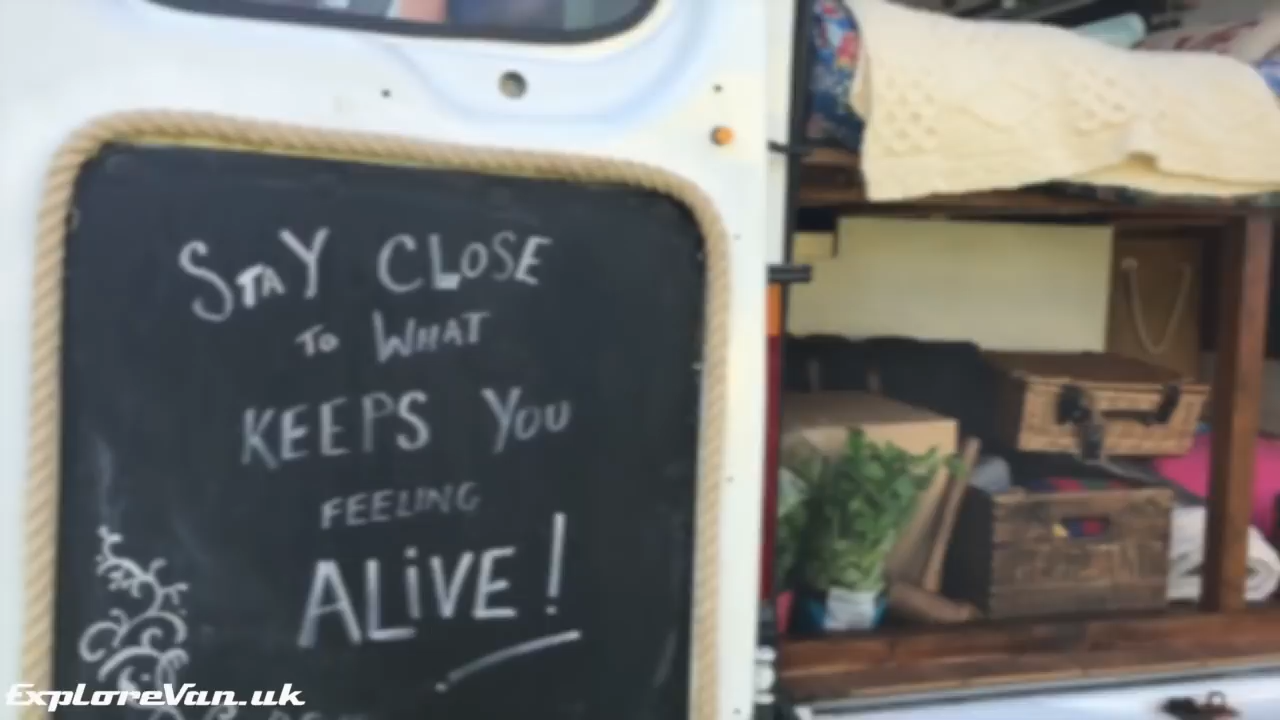 STAY CLOSE
TO WHAT
KEEPS YOU
FEELING
ALiVE!
ExploreVan.uk